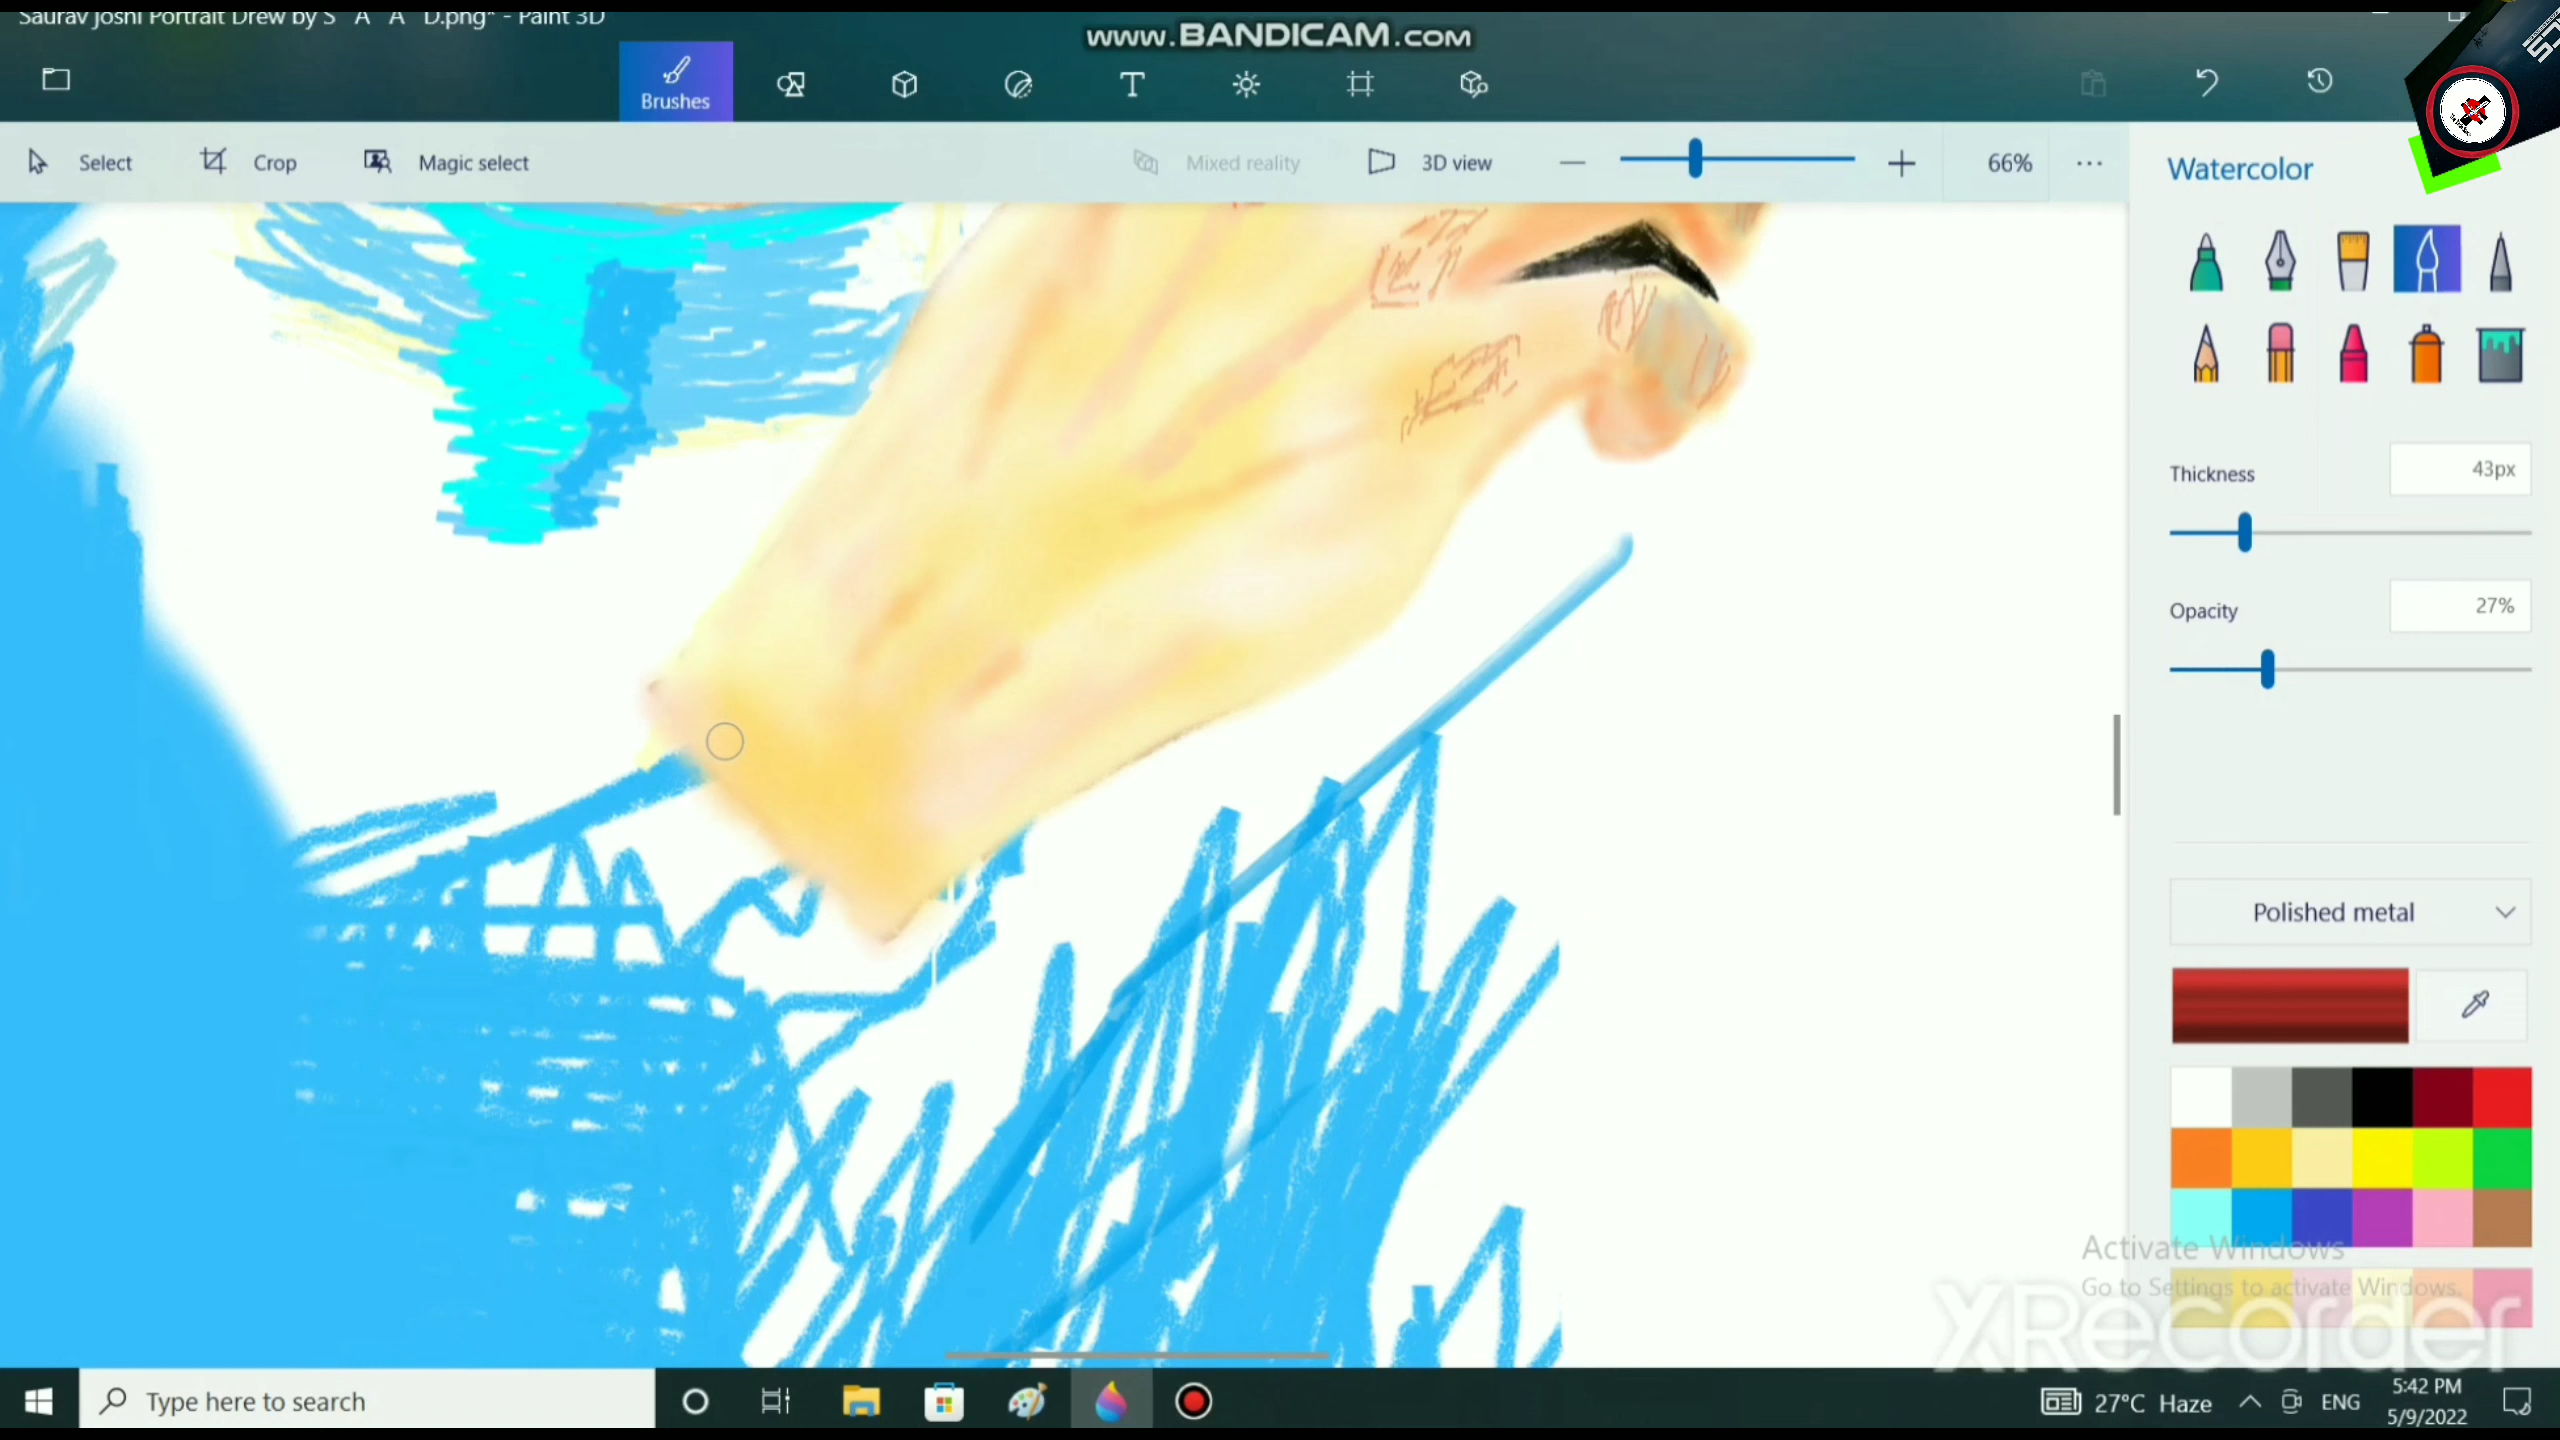 Saurav Joshi Portrait Drew by S A A D.png* - Paint 3D
www.BANDICAM.com
Brushes
Select
Crop
Magic select
Mixed reality
3D view
66%
Watercolor
Thickness
43px
Opacity
27%
Polished metal
Activate Windows
Go to Settings to activate Windows.
XRecorder
Type here to search
27°C Haze
ENG
5:42 PM
5/9/2022